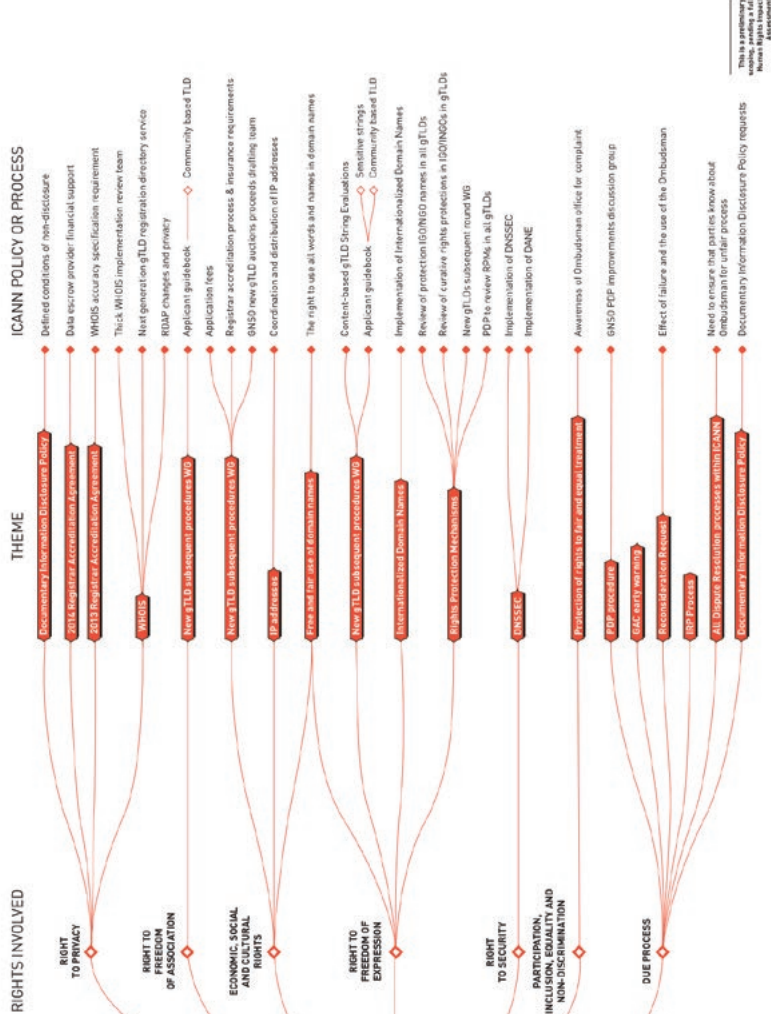 RIGHTS INVOLVED
THEME
ICANN POLICY OR PROCESS
RIGHT
TO PRIVACY
Documentary Information Disclosure Policy
Defined conditions of non-disclosure
2014 Registrar Accreditation Agreement
Data escrow provider financial support
2013 Registrar Accreditation Agreement
WHOIS accuracy specification requirement
WHOIS
Thick WHOIS implementation review team
Next generation gTLD registration directory service
RDAP changes and privacy
RIGHT TO
FREEDOM
OF ASSOCIATION
New gTLD subsequent procedures WG
Applicant guidebook
Community based TLD
ECONOMIC, SOCIAL
AND CULTURAL
RIGHTS
New gTLD subsequent procedures WG
Application fees
Registrar accreditation process & insurance requirements
GNSO new gTLD auctions proceeds drafting team
IP addresses
Coordination and distribution of IP addresses
Free and fair use of domain names
The right to use all words and names in domain names
RIGHT TO
FREEDOM OF
EXPRESSION
New gTLD subsequent procedures WG
Content-based gTLD String Evaluations
Applicant guidebook
Sensitive strings
Community based TLD
Internationalized Domain Names
Implementation of Internationalized Domain Names
Rights Protection Mechanisms
Review of protection IGO/NGO names in all gTLDs
Review of curative rights protections in IGO/INGOs in gTLDs
New gTLDs subsequent round WG
PDP to review RPMs in all gTLDs
RIGHT
TO SECURITY
DNSSEC
Implementation of DNSSEC
Implementation of DANE
PARTICIPATION,
INCLUSION, EQUALITY AND
NON-DISCRIMINATION
Protection of rights to fair and equal treatment
Awareness of Ombudsman office for complaint
DUE PROCESS
PDP procedure
GNSO PDP improvements discussion group
GAC early warning
Reconsideration Request
Effect of failure and the use of the Ombudsman
IRP Process
All Dispute Resolution processes within ICANN
Need to ensure that parties know about
Ombudsman for unfair process
Documentary Information Disclosure Policy
Documentary Information Disclosure Policy requests
This is a preliminary
scoping, pending a full
Human Rights Impact
Assessment